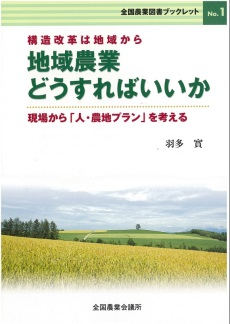 全国農業図書ブックレット No.1
構造改革は地域から
地域農業
どうすればいいか
現場から「人・農地プラン」を考える
羽多 實
全国農業会議所